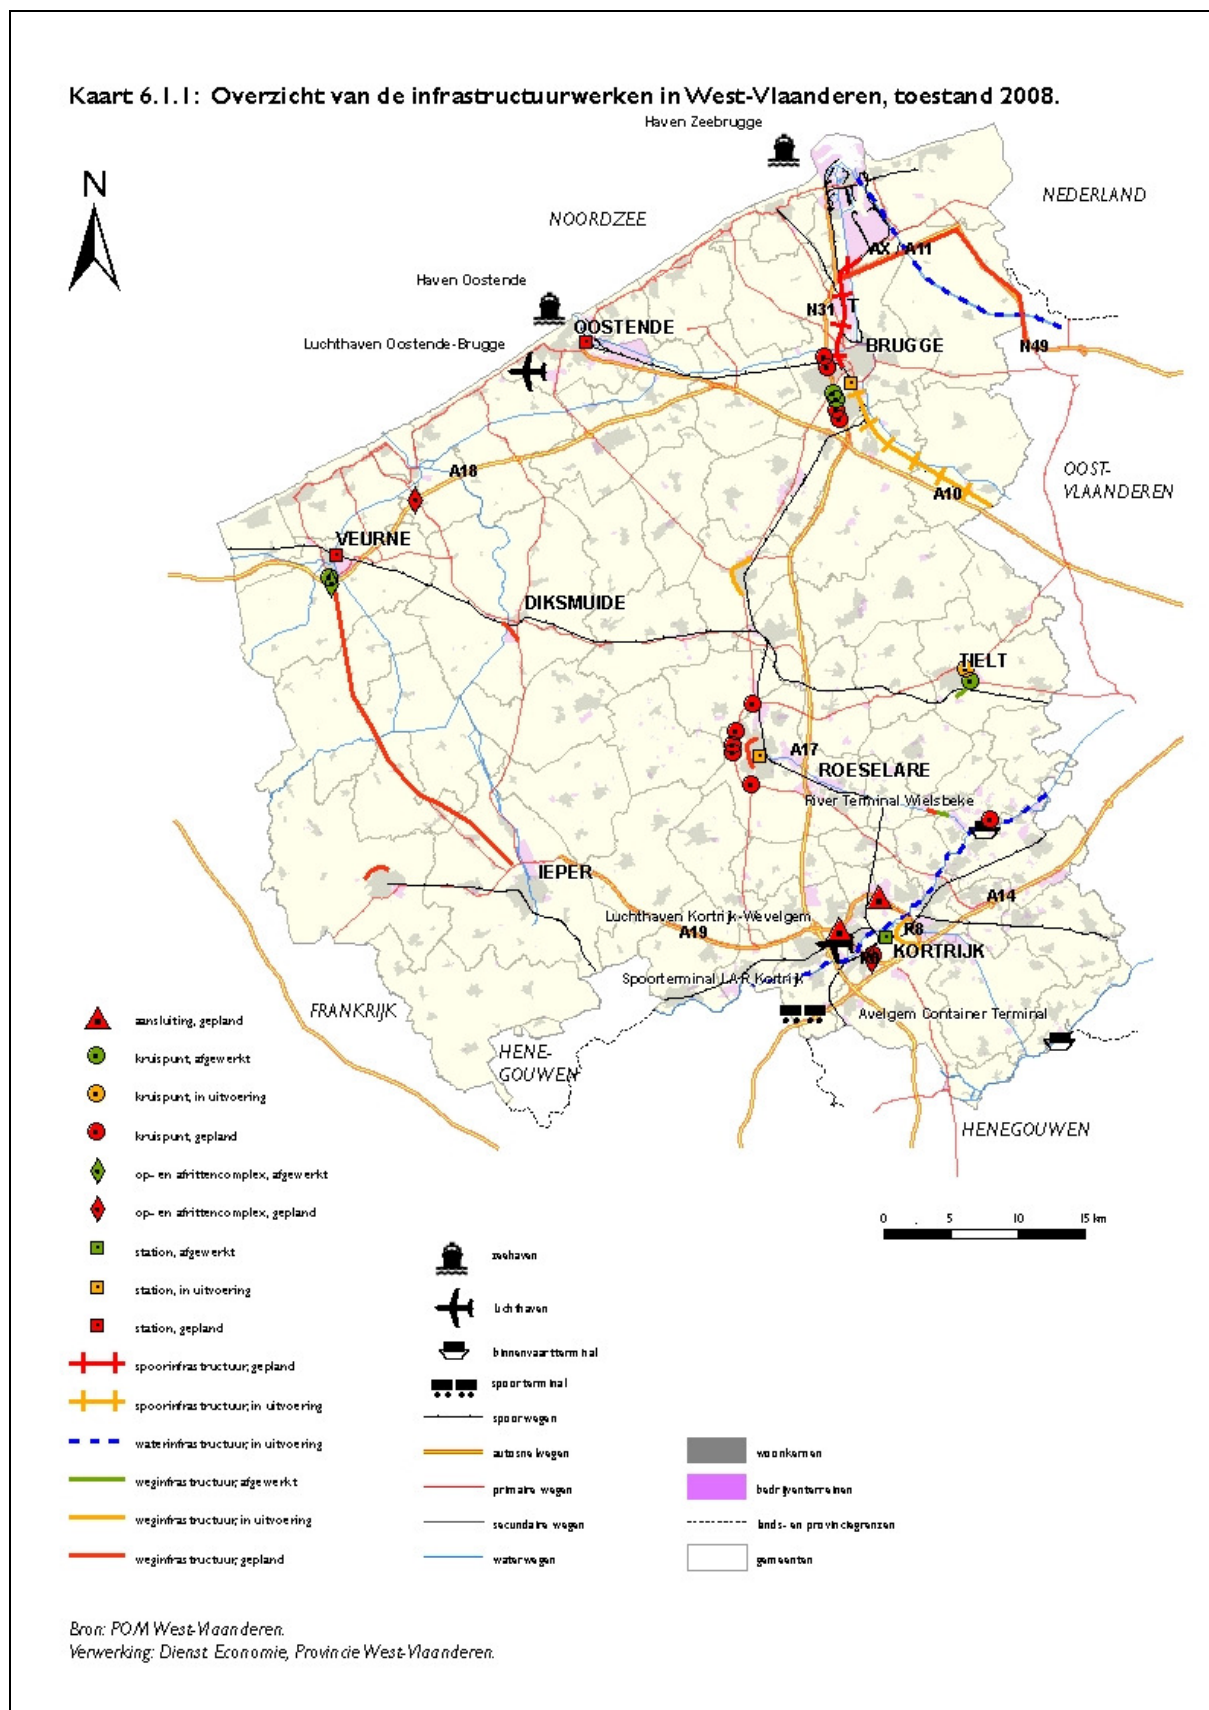 Kaart 6.1.1: Overzicht van de infrastructuurwerken in West-Vlaanderen, toestand 2008.
Haven Zeebrugge
N
NOORDZEE
NEDERLAND
AX / A11
Haven Oostende
N31
T
OOSTENDE
BRUGGE
Luchthaven Oostende-Brugge
N49
A18
OOST-
VLAANDEREN
A10
VEURNE
DIKSMUIDE
TIELT
A17
ROESELARE
River Terminal Wielsbeke
IEPER
A14
Luchthaven Kortrijk-Wevelgem
A19
R8
R8
KORTRIJK
Spoorterminal LAR Kortrijk
FRANKRIJK
Avelgem Container Terminal
HENE-
GOUWEN
HENEGOUWEN
aansluiting, gepland
kruispunt, afgewerkt
kruispunt, in uitvoering
kruispunt, gepland
op- en afrittencomplex, afgewerkt
op- en afrittencomplex, gepland
station, afgewerkt
station, in uitvoering
station, gepland
spoorinfrastructuur, gepland
spoorinfrastructuur, in uitvoering
waterinfrastructuur, in uitvoering
weginfrastructuur, afgewerkt
weginfrastructuur, in uitvoering
weginfrastructuur, gepland
0 5 10 15 km
zeehaven
luchthaven
binnenvaartterminal
spoorterminal
spoorwegen
autosnelwegen
primaire wegen
secundaire wegen
waterwegen
woonkernen
bedrijventerreinen
lands- en provinciegrenzen
gemeenten
Bron: POM West-Vlaanderen.
Verwerking: Dienst Economie, Provincie West-Vlaanderen.